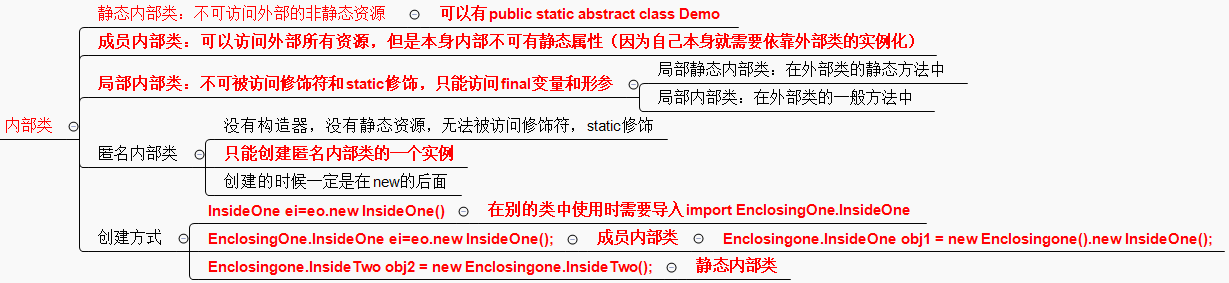 内部类
静态内部类：不可访问外部的非静态资源
可以有public static abstract class Demo
成员内部类：可以访问外部所有资源，但是本身内部不可有静态属性（因为自己本身就需要依靠外部类的实例化）
局部内部类：不可被访问修饰符和static修饰，只能访问final变量和形参
局部静态内部类：在外部类的静态方法中
局部内部类：在外部类的一般方法中
匿名内部类
没有构造器，没有静态资源，无法被访问修饰符，static修饰
只能创建匿名内部类的一个实例
创建的时候一定是在new的后面
创建方式
InsideOne ei=eo.new InsideOne()
在别的类中使用时需要导入import EnclosingOne.InsideOne
EnclosingOne.InsideOne ei=eo.new InsideOne();
成员内部类
Enclosingone.InsideOne obj1 = new Enclosingone().new InsideOne();
Enclosingone.InsideTwo obj2 = new Enclosingone.InsideTwo();
静态内部类